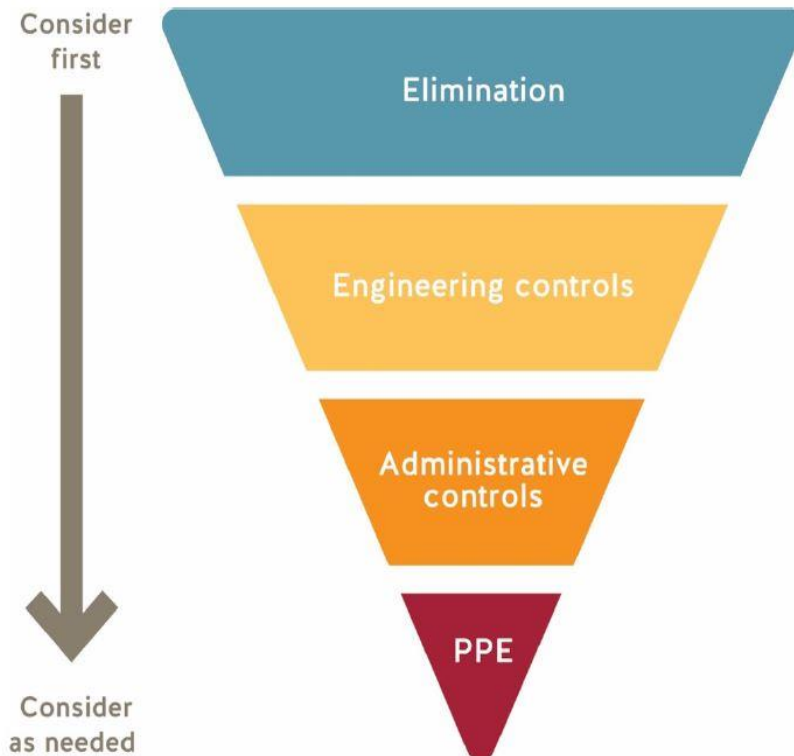 Consider
first
Elimination
Engineering controls
Administrative
controls
PPE
Consider
as needed